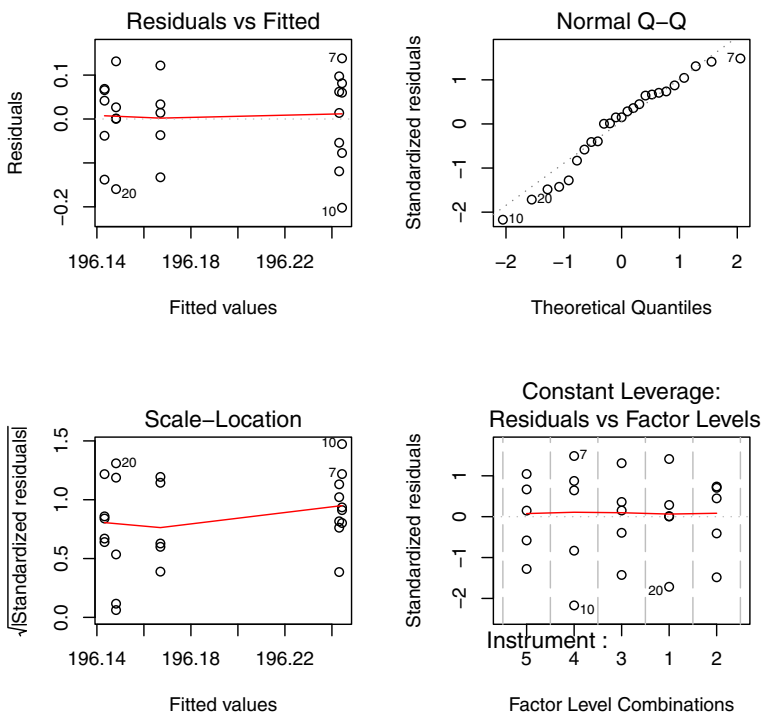 Residuals vs Fitted
Residuals
0.1
0.0
−0.2
7
20
10
196.14 196.18 196.22
Fitted values
Normal Q−Q
Standardized residuals
1
0
−1
−2
7
20
10
−2 −1 0 1 2
Theoretical Quantiles
Scale−Location
√|Standardized residuals|
1.5
1.0
0.5
0.0
20
10
7
196.14 196.18 196.22
Fitted values
Constant Leverage:
Residuals vs Factor Levels
Standardized residuals
1
0
−1
−2
7
20
10
Instrument :
5 4 3 1 2
Factor Level Combinations